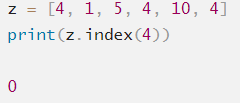 z = [4, 1, 5, 4, 10, 4]
print(z.index(4))
0